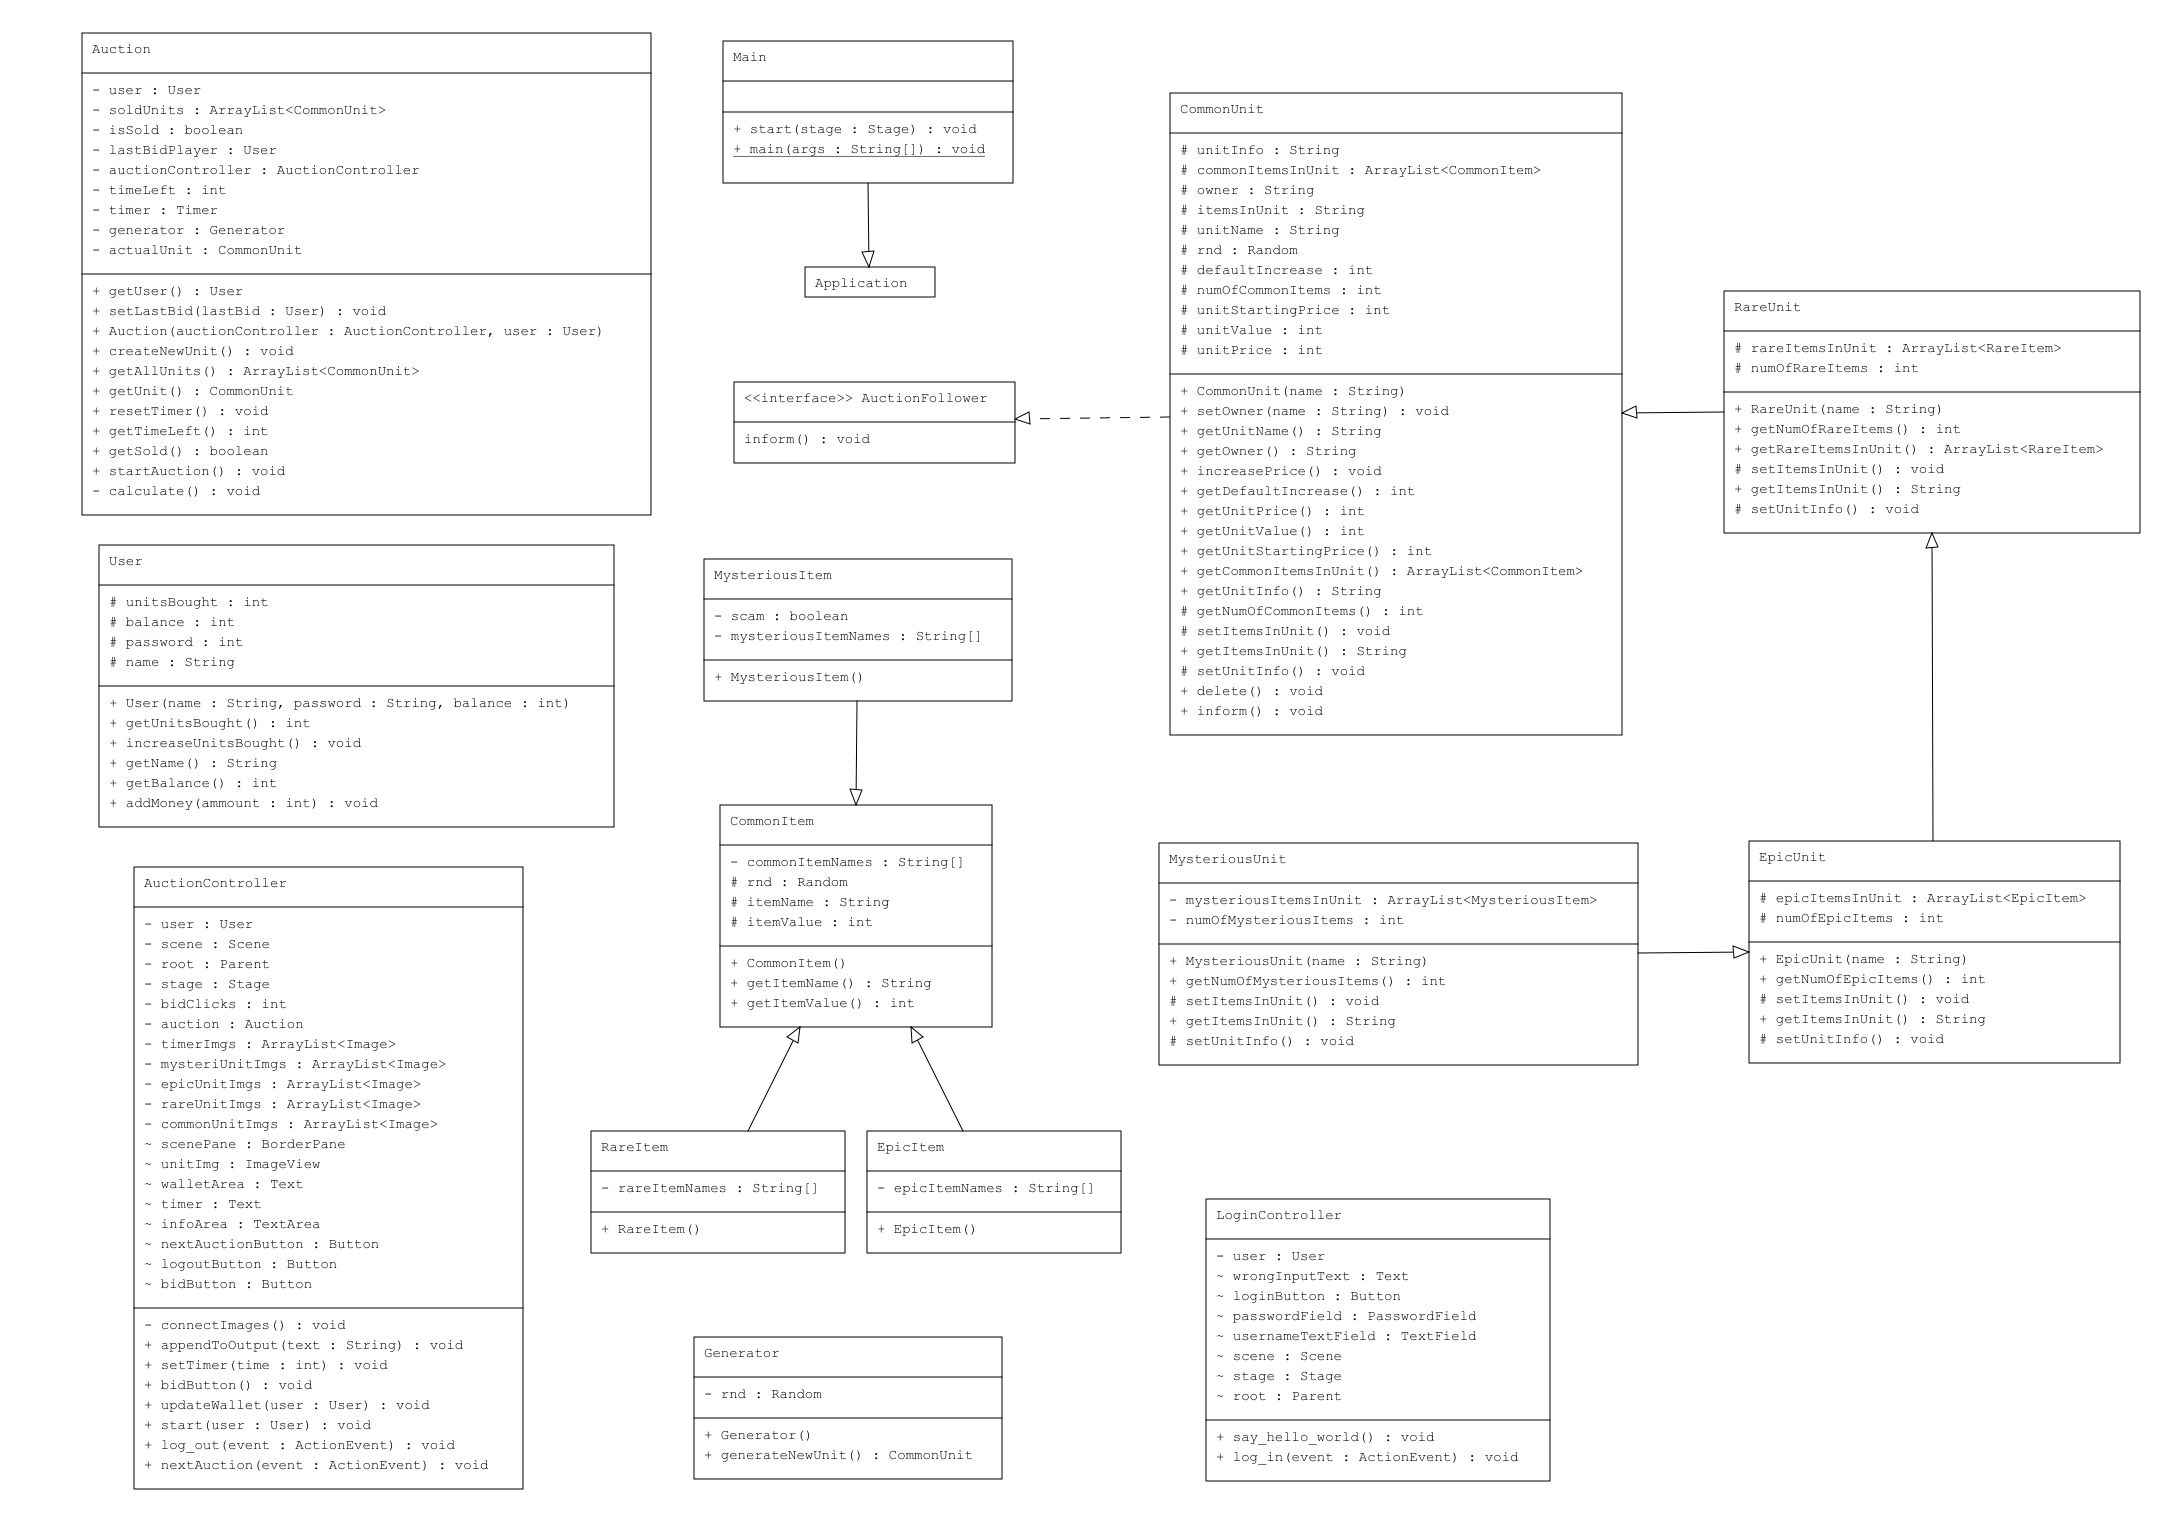 Auction
- user : User
- soldUnits : ArrayList<CommonUnit>
- isSold : boolean
- lastBidPlayer : User
- auctionController : AuctionController
- timeLeft : int
- timer : Timer
- generator : Generator
- actualUnit : CommonUnit
+ getUser() : User
+ setLastBid(lastBid : User) : void
+ Auction(auctionController : AuctionController, user : User)
+ createNewUnit() : void
+ getAllUnits() : ArrayList<CommonUnit>
+ getUnit() : CommonUnit
+ resetTimer() : void
+ getTimeLeft() : int
+ getSold() : boolean
+ startAuction() : void
- calculate() : void
User
# unitsBought : int
# balance : int
# password : int
# name : String
+ User(name : String, password : String, balance : int)
+ getUnitsBought() : int
+ increaseUnitsBought() : void
+ getName() : String
+ getBalance() : int
+ addMoney(ammount : int) : void
AuctionController
- user : User
- scene : Scene
- root : Parent
- stage : Stage
- bidClicks : int
- auction : Auction
- timerImgs : ArrayList<Image>
- mysteriUnitImgs : ArrayList<Image>
- epicUnitImgs : ArrayList<Image>
- rareUnitImgs : ArrayList<Image>
- commonUnitImgs : ArrayList<Image>
~ scenePane : BorderPane
~ unitImg : ImageView
~ walletArea : Text
~ timer : Text
~ infoArea : TextArea
~ nextAuctionButton : Button
~ logoutButton : Button
~ bidButton : Button
- connectImages() : void
+ appendToOutput(text : String) : void
+ setTimer(time : int) : void
+ bidButton() : void
+ updateWallet(user : User) : void
+ start(user : User) : void
+ log_out(event : ActionEvent) : void
+ nextAuction(event : ActionEvent) : void
Main
+ start(stage : Stage) : void
+ main(args : String[]) : void
Application
<<interface>> AuctionFollower
inform() : void
MysteriousItem
- scam : boolean
- mysteriousItemNames : String[]
+ MysteriousItem()
CommonItem
- commonItemNames : String[]
# rnd : Random
# itemName : String
# itemValue : int
+ CommonItem()
+ getItemName() : String
+ getItemValue() : int
RareItem
- rareItemNames : String[]
+ RareItem()
EpicItem
- epicItemNames : String[]
+ EpicItem()
Generator
- rnd : Random
+ Generator()
+ generateNewUnit() : CommonUnit
CommonUnit
# unitInfo : String
# commonItemsInUnit : ArrayList<CommonItem>
# owner : String
# itemsInUnit : String
# unitName : String
# rnd : Random
# defaultIncrease : int
# numOfCommonItems : int
# unitStartingPrice : int
# unitValue : int
# unitPrice : int
+ CommonUnit(name : String)
+ setOwner(name : String) : void
+ getUnitName() : String
+ getOwner() : String
+ increasePrice() : void
+ getDefaultIncrease() : int
+ getUnitPrice() : int
+ getUnitValue() : int
+ getUnitStartingPrice() : int
+ getCommonItemsInUnit() : ArrayList<CommonItem>
+ getUnitInfo() : String
# getNumOfCommonItems() : int
# setItemsInUnit() : void
+ getItemsInUnit() : String
# setUnitInfo() : void
+ delete() : void
+ inform() : void
RareUnit
# rareItemsInUnit : ArrayList<RareItem>
# numOfRareItems : int
+ RareUnit(name : String)
+ getNumOfRareItems() : int
+ getRareItemsInUnit() : ArrayList<RareItem>
# setItemsInUnit() : void
+ getItemsInUnit() : String
# setUnitInfo() : void
MysteriousUnit
- mysteriousItemsInUnit : ArrayList<MysteriousItem>
- numOfMysteriousItems : int
+ MysteriousUnit(name : String)
+ getNumOfMysteriousItems() : int
# setItemsInUnit() : void
+ getItemsInUnit() : String
# setUnitInfo() : void
EpicUnit
# epicItemsInUnit : ArrayList<EpicItem>
# numOfEpicItems : int
+ EpicUnit(name : String)
+ getNumOfEpicItems() : int
# setItemsInUnit() : void
+ getItemsInUnit() : String
# setUnitInfo() : void
LoginController
- user : User
~ wrongInputText : Text
~ loginButton : Button
~ passwordField : PasswordField
~ usernameTextField : TextField
~ scene : Scene
~ stage : Stage
~ root : Parent
+ say_hello_world() : void
+ log_in(event : ActionEvent) : void